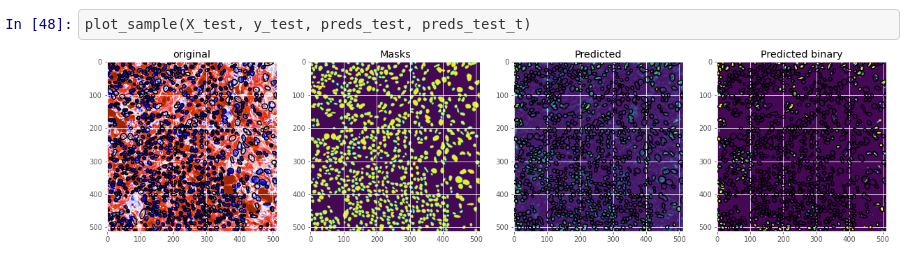 In [48]: plot_sample(X_test, y_test, preds_test, preds_test_t)
original Masks Predicted Predicted binary
0 0 0 0
100 100 100 100
200 200 200 200
300 300 300 300
400 400 400 400
500 500 500 500
0 100 200 300 400 500 0 100 200 300 400 500 0 100 200 300 400 500 0 100 200 300 400 500